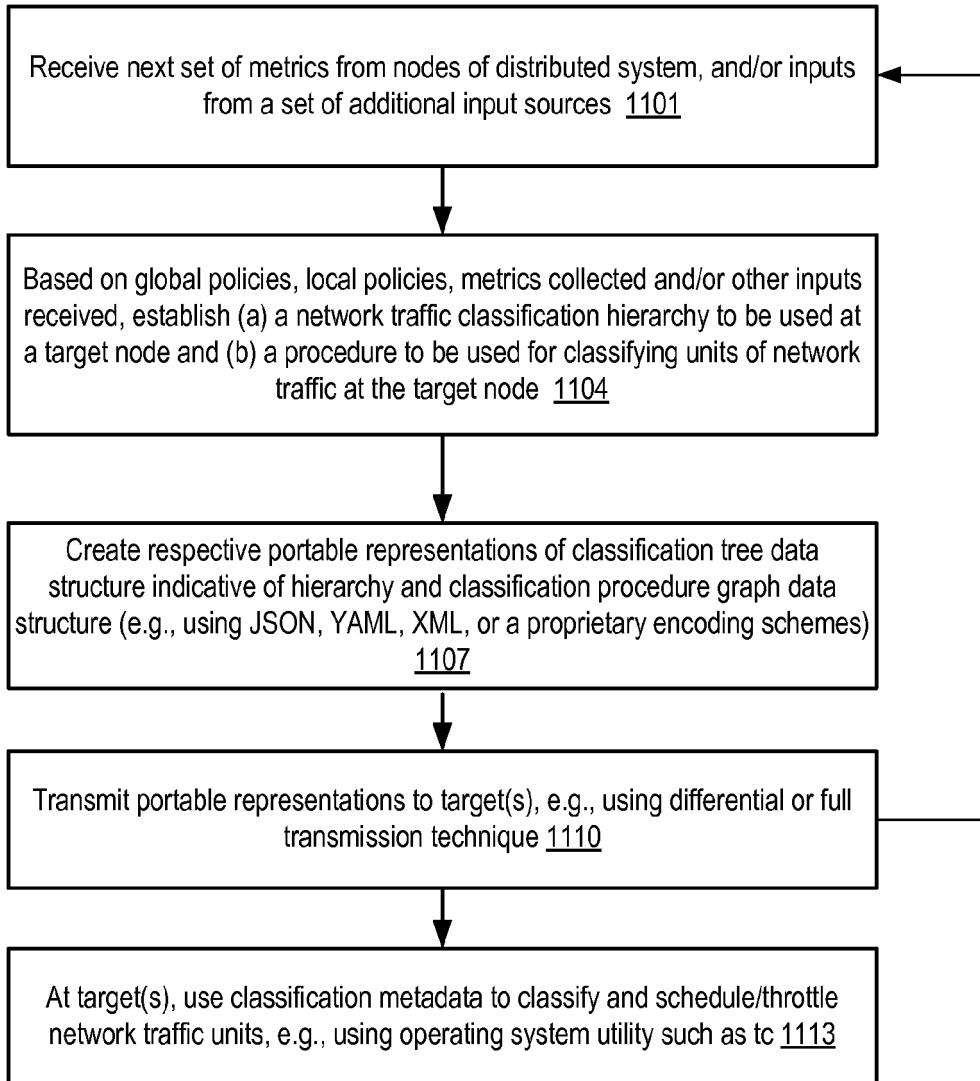 Receive next set of metrics from nodes of distributed system, and/or inputs
from a set of additional input sources 1101
Based on global policies, local policies, metrics collected and/or other inputs
received, establish (a) a network traffic classification hierarchy to be used at
a target node and (b) a procedure to be used for classifying units of network
traffic at the target node 1104
Create respective portable representations of classification tree data
structure indicative of hierarchy and classification procedure graph data
structure (e.g., using JSON, YAML, XML, or a proprietary encoding schemes)
1107
Transmit portable representations to target(s), e.g., using differential or full
transmission technique 1110
At target(s), use classification metadata to classify and schedule/throttle
network traffic units, e.g., using operating system utility such as tc 1113